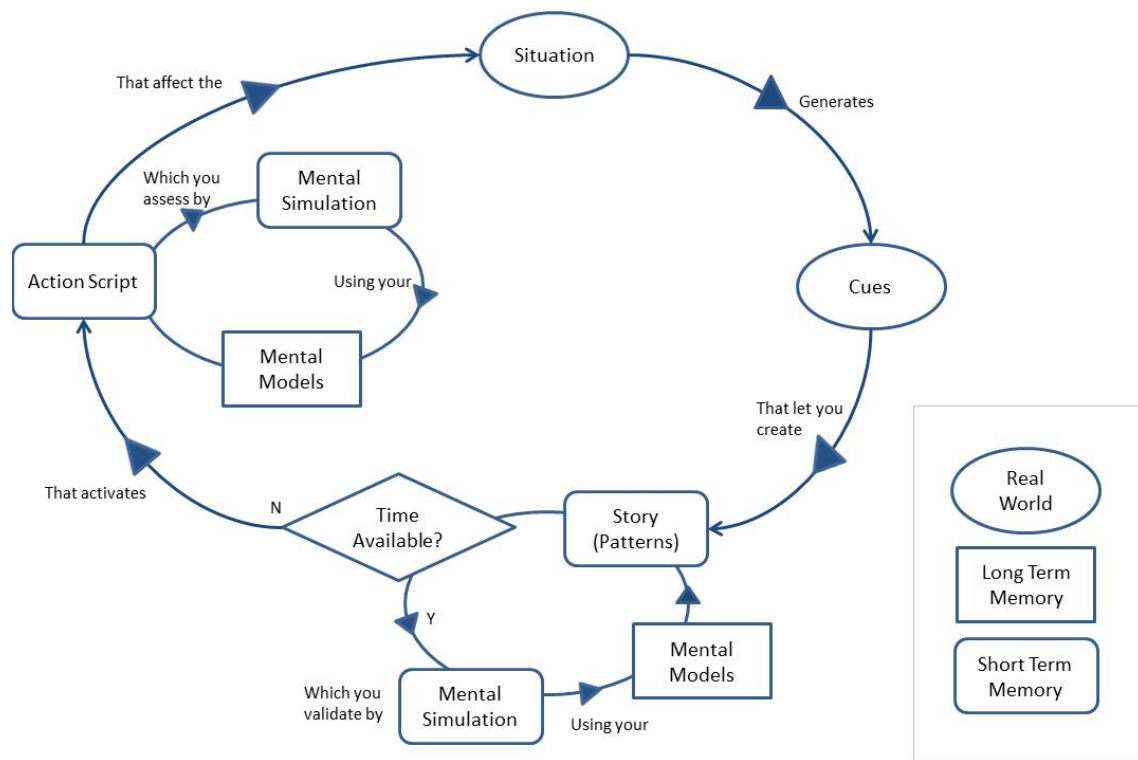 Situation
That affect the
Generates
Which you
assess by
Mental
Simulation
Action Script
Using your
Cues
Mental
Models
That let you
create
That activates
N
Time
Available?
Story
(Patterns)
Y
Mental
Models
Which you
validate by
Mental
Simulation
Using your
Real
World
Long Term
Memory
Short Term
Memory